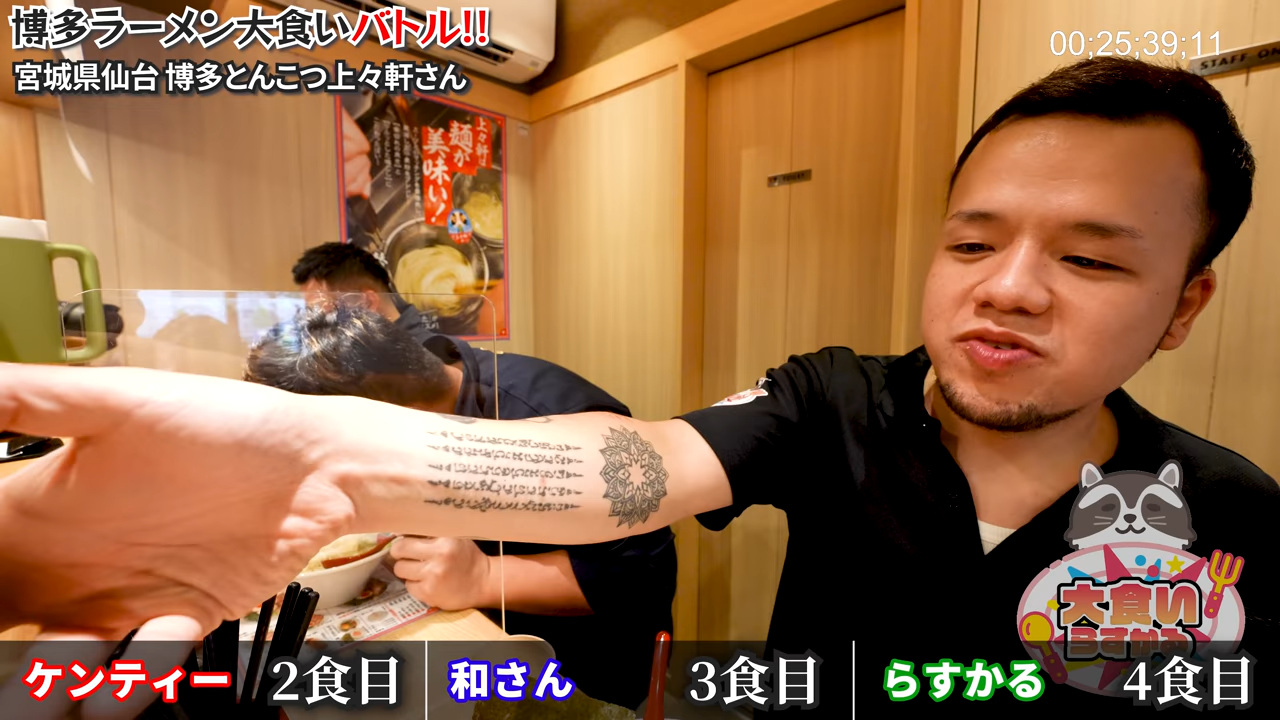 博多ラーメン大食いバトル!!
00;25;39;11
宮城県仙台 博多とんこつ上々軒さん
上々軒は
麺が
美味い!
大食い
らすかる
ケンティー 2食目
和さん 3食目
らすかる 4食目